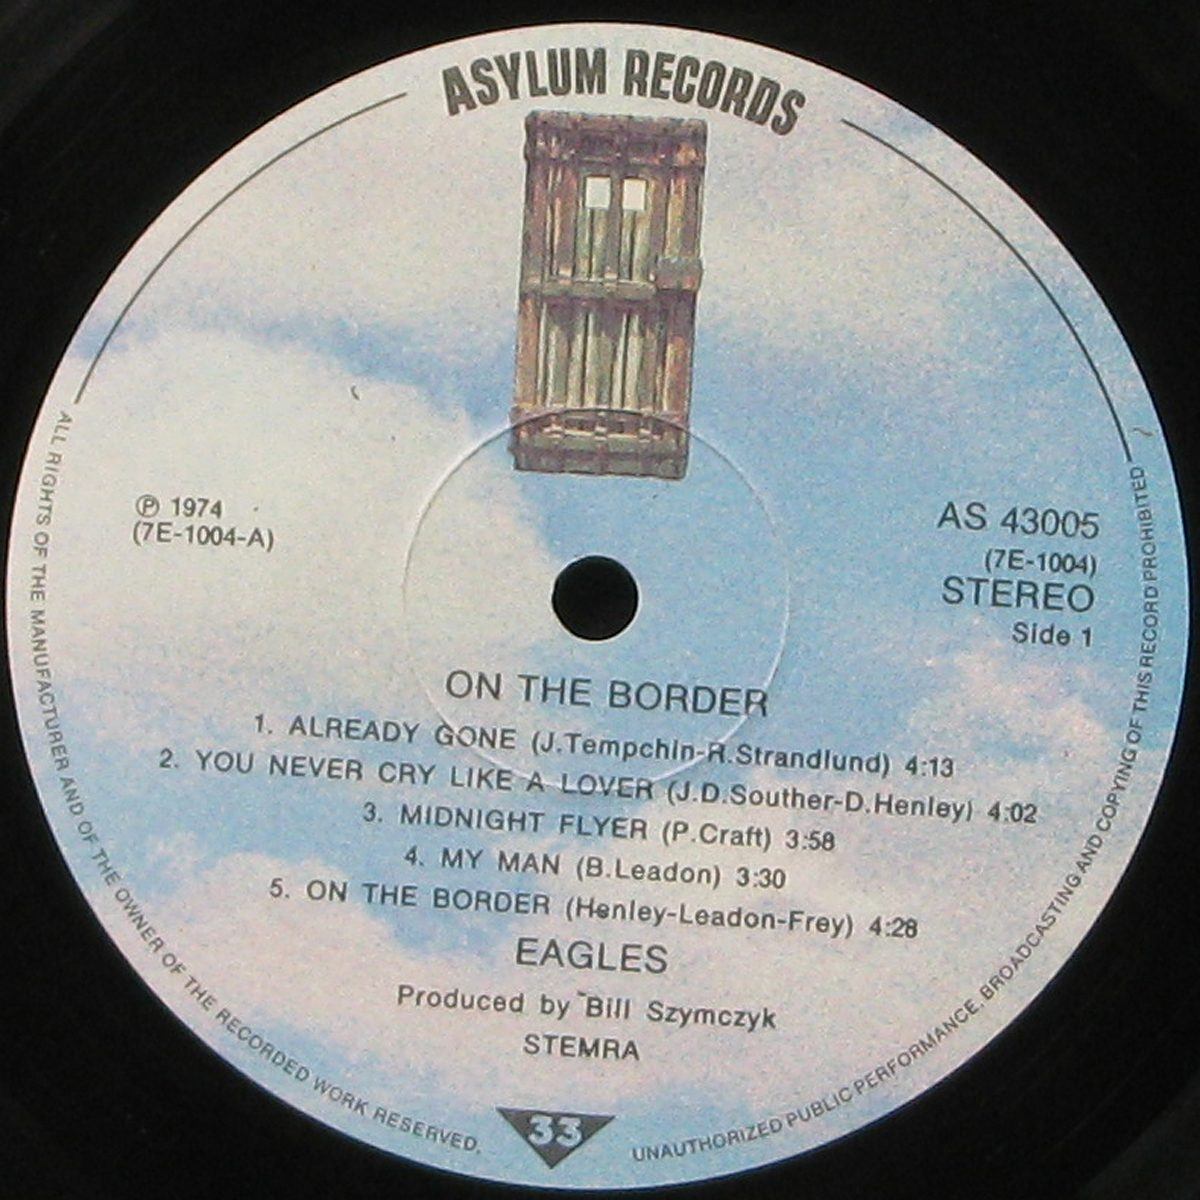 ASYLUM RECORDS
℗ 1974
(7E-1004-A)
AS 43005
(7E-1004)
STEREO
Side 1
ON THE BORDER
1. ALREADY GONE (J.Tempchin-R.Strandlund) 4:13
2. YOU NEVER CRY LIKE A LOVER (J.D.Souther-D.Henley) 4:02
3. MIDNIGHT FLYER (P.Craft) 3:58
4. MY MAN (B.Leadon) 3:30
5. ON THE BORDER (Henley-Leadon-Frey) 4:28
EAGLES
Produced by Bill Szymczyk
STEMRA
33
ALL RIGHTS OF THE MANUFACTURER AND OF THE OWNER OF THE RECORDED WORK RESERVED.
UNAUTHORIZED PUBLIC PERFORMANCE, BROADCASTING AND COPYING OF THIS RECORD PROHIBITED